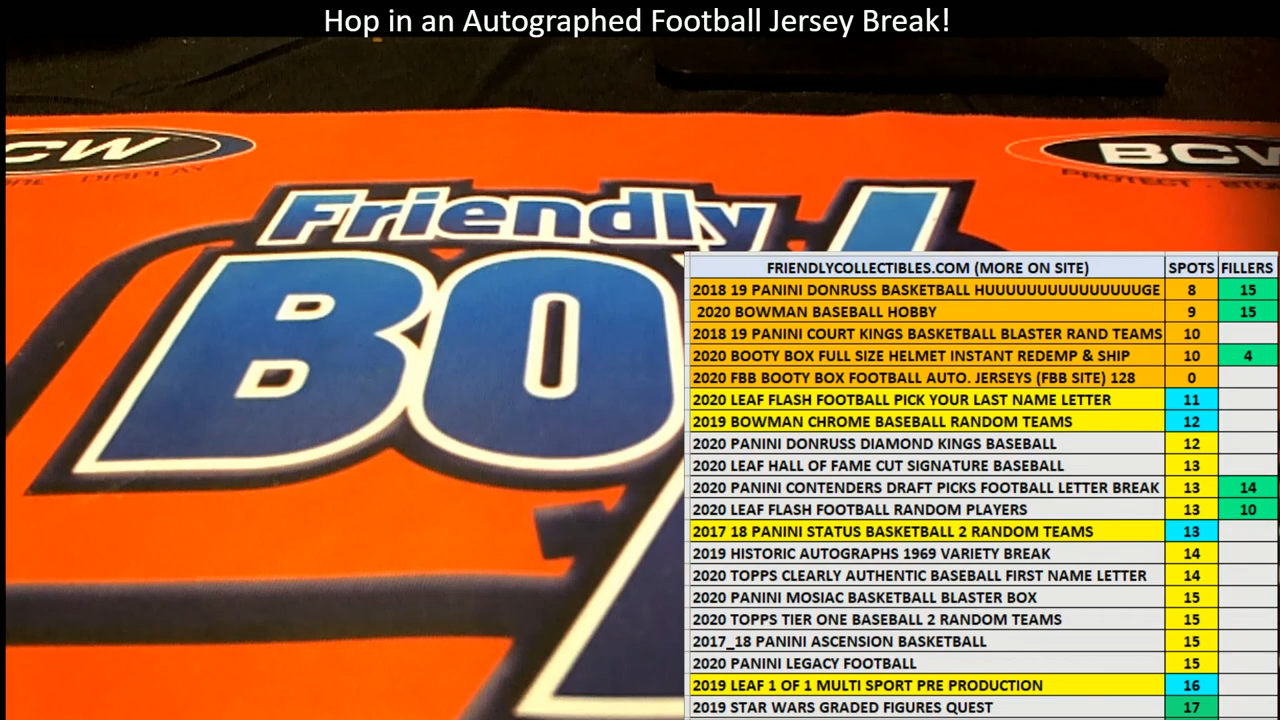 Hop in an Autographed Football Jersey Break!
CW
DISPLAY
BCW
PROTECT · STO
Friendly
BO
FRIENDLYCOLLECTIBLES.COM (MORE ON SITE) SPOTS FILLERS
2018 19 PANINI DONRUSS BASKETBALL HUUUUUUUUUUUUUUUGE 8 15
2020 BOWMAN BASEBALL HOBBY 9 15
2018 19 PANINI COURT KINGS BASKETBALL BLASTER RAND TEAMS 10
2020 BOOTY BOX FULL SIZE HELMET INSTANT REDEMP & SHIP 10 4
2020 FBB BOOTY BOX FOOTBALL AUTO. JERSEYS (FBB SITE) 128 0
2020 LEAF FLASH FOOTBALL PICK YOUR LAST NAME LETTER 11
2019 BOWMAN CHROME BASEBALL RANDOM TEAMS 12
2020 PANINI DONRUSS DIAMOND KINGS BASEBALL 12
2020 LEAF HALL OF FAME CUT SIGNATURE BASEBALL 13
2020 PANINI CONTENDERS DRAFT PICKS FOOTBALL LETTER BREAK 13 14
2020 LEAF FLASH FOOTBALL RANDOM PLAYERS 13 10
2017 18 PANINI STATUS BASKETBALL 2 RANDOM TEAMS 13
2019 HISTORIC AUTOGRAPHS 1969 VARIETY BREAK 14
2020 TOPPS CLEARLY AUTHENTIC BASEBALL FIRST NAME LETTER 14
2020 PANINI MOSIAC BASKETBALL BLASTER BOX 15
2020 TOPPS TIER ONE BASEBALL 2 RANDOM TEAMS 15
2017_18 PANINI ASCENSION BASKETBALL 15
2020 PANINI LEGACY FOOTBALL 15
2019 LEAF 1 OF 1 MULTI SPORT PRE PRODUCTION 16
2019 STAR WARS GRADED FIGURES QUEST 17